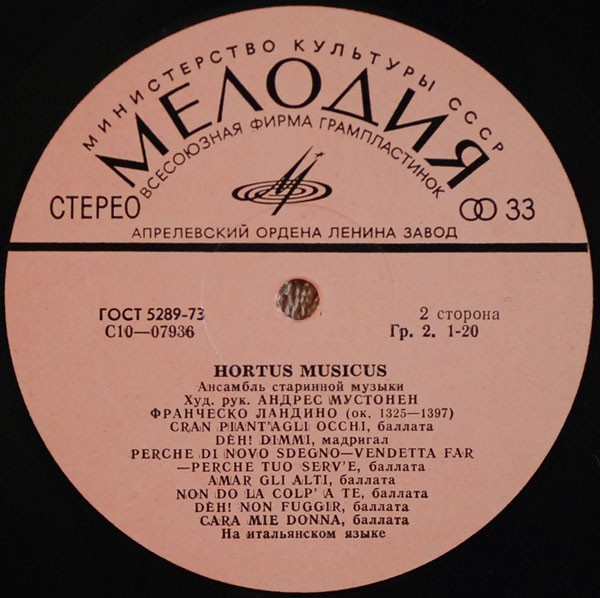 МИНИСТЕРСТВО КУЛЬТУРЫ СССР
МЕЛОДИЯ
ВСЕСОЮЗНАЯ ФИРМА ГРАМПЛАСТИНОК
СТЕРЕО
33
АПРЕЛЕВСКИЙ ОРДЕНА ЛЕНИНА ЗАВОД
ГОСТ 5289-73
С10—07936
2 сторона
Гр. 2. 1-20
HORTUS MUSICUS
Ансамбль старинной музыки
Худ. рук. АНДРЕС МУСТОНЕН
ФРАНЧЕСКО ЛАНДИНО (ок. 1325—1397)
CRAN PIANT'AGLI OCCHI, баллата
DEH! DIMMI, мадригал
PERCHE DI NOVO SDEGNO—VENDETTA FAR
—PERCHE TUO SERV'E, баллата
AMAR GLI ALTI, баллата
NON DO LA COLP' A TE, баллата
DEH! NON FUGGIR, баллата
CARA MIE DONNA, баллата
На итальянском языке